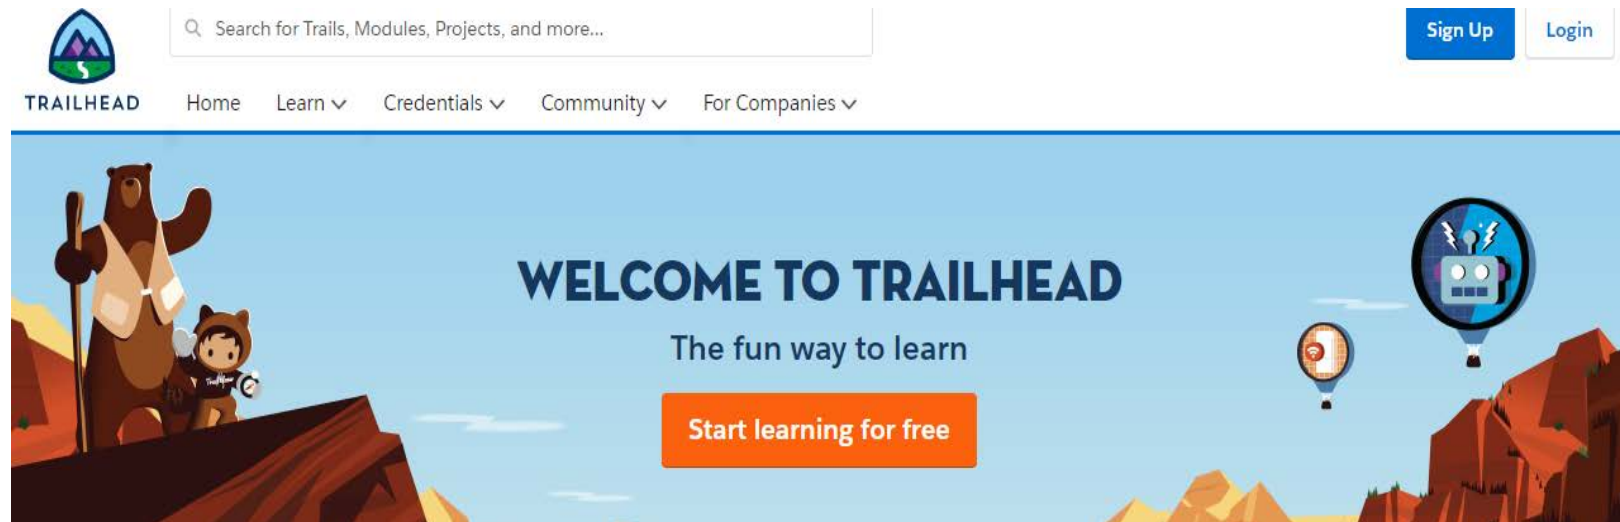 Search for Trails, Modules, Projects, and more...
Sign Up
Login
TRAILHEAD
Home
Learn
Credentials
Community
For Companies
WELCOME TO TRAILHEAD
The fun way to learn
Start learning for free